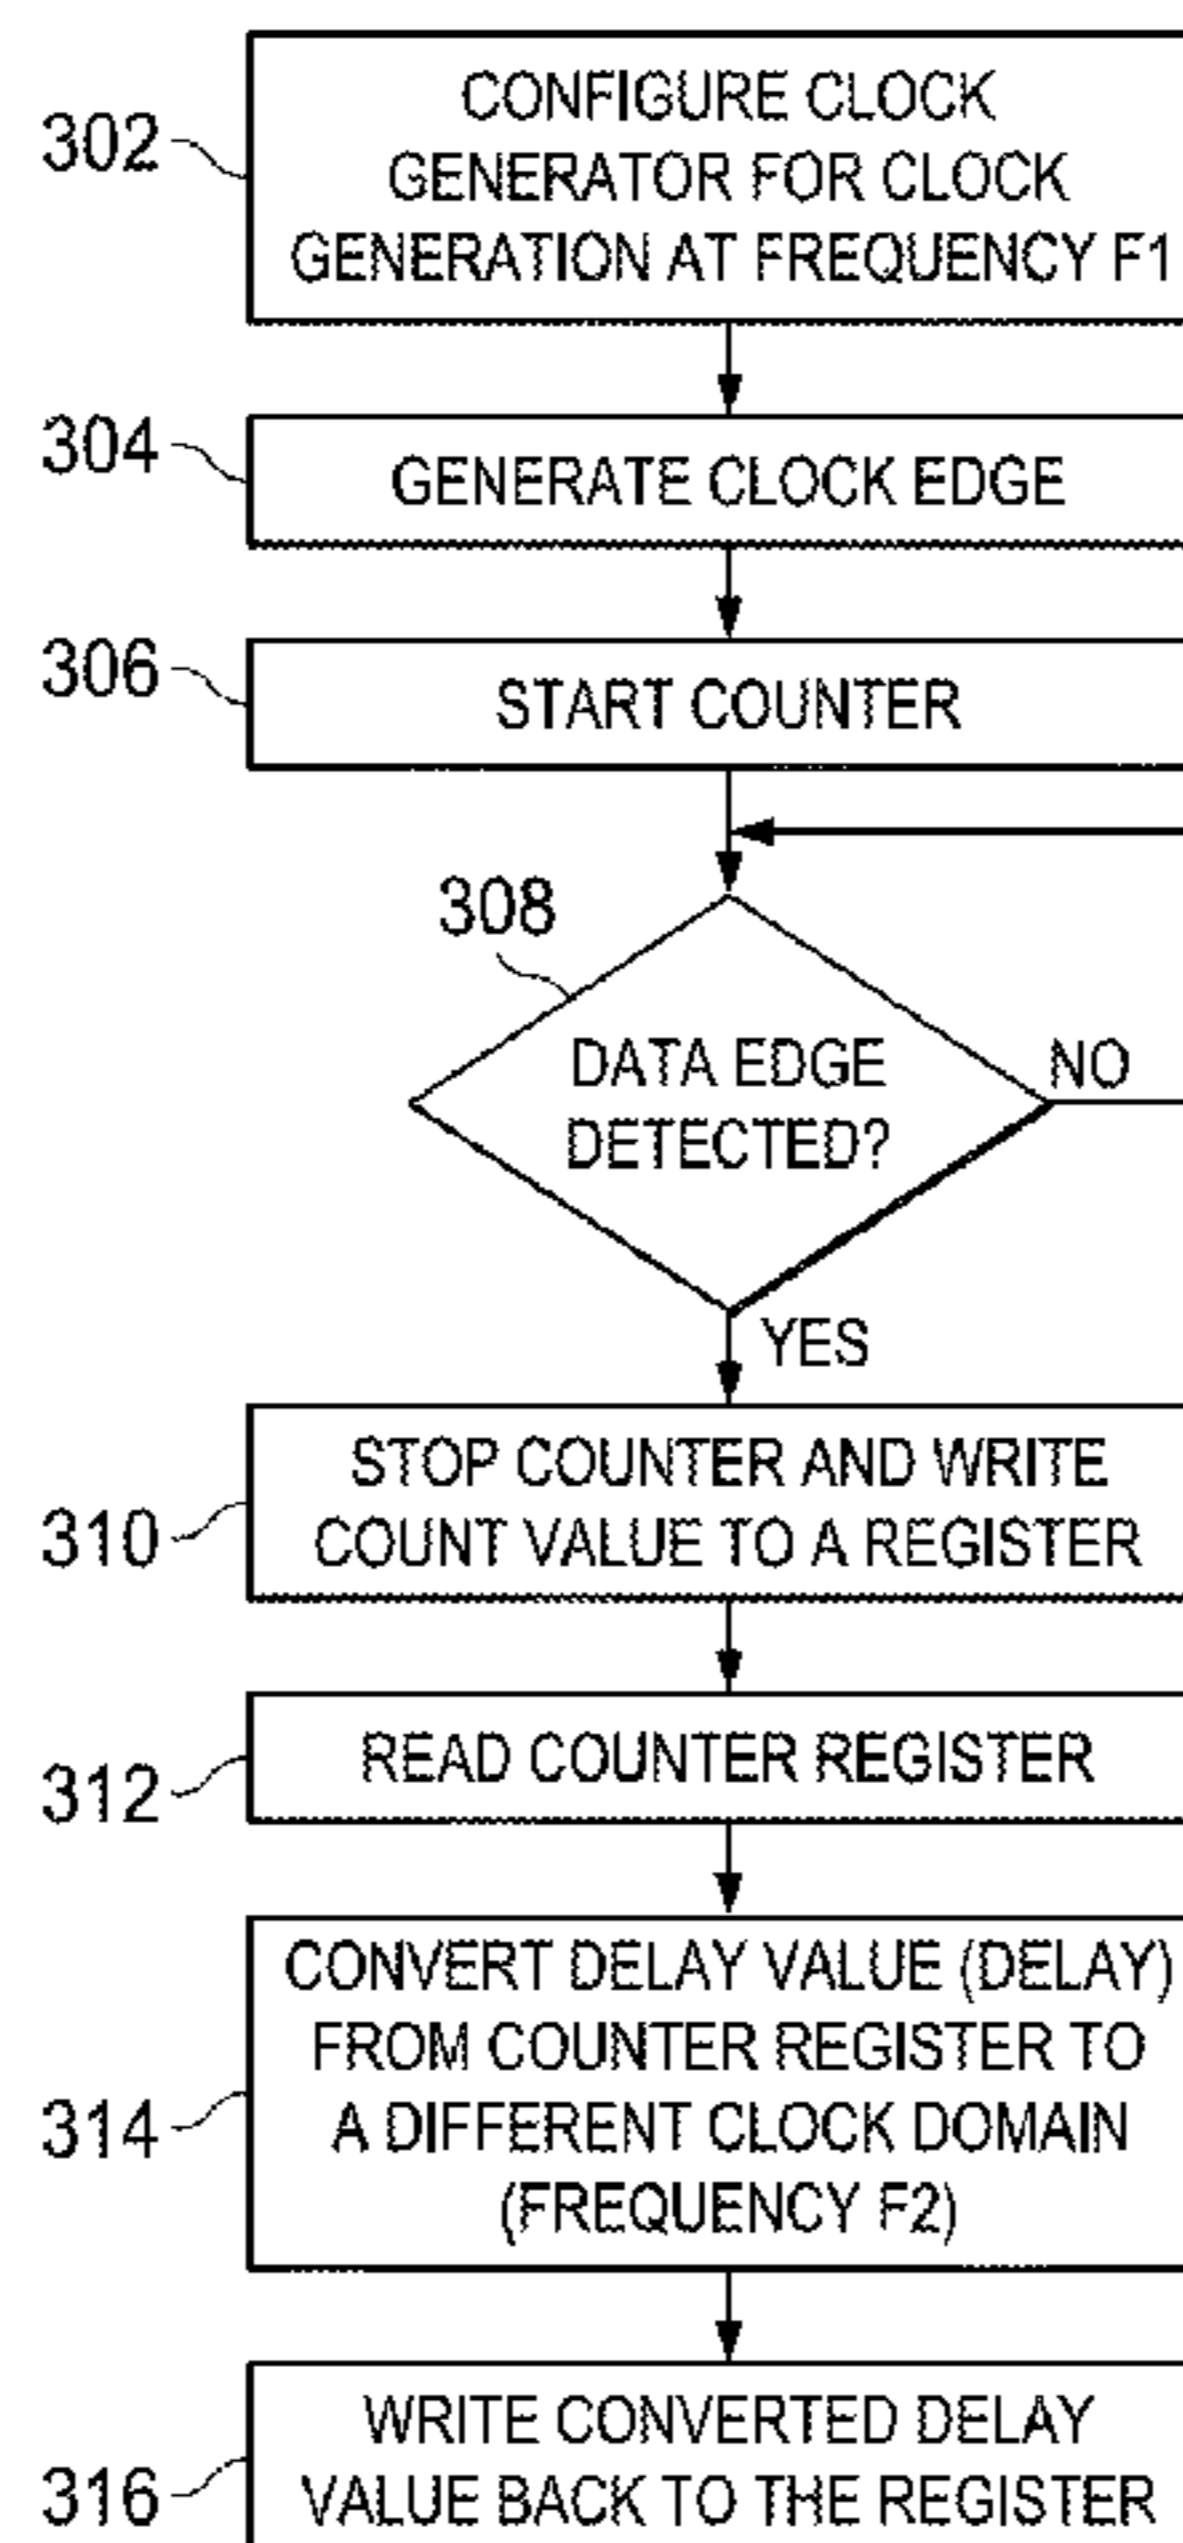 302
CONFIGURE CLOCK
GENERATOR FOR CLOCK
GENERATION AT FREQUENCY F1
304
GENERATE CLOCK EDGE
306
START COUNTER
308
DATA EDGE
DETECTED?
NO
YES
310
STOP COUNTER AND WRITE
COUNT VALUE TO A REGISTER
312
READ COUNTER REGISTER
314
CONVERT DELAY VALUE (DELAY)
FROM COUNTER REGISTER TO
A DIFFERENT CLOCK DOMAIN
(FREQUENCY F2)
316
WRITE CONVERTED DELAY
VALUE BACK TO THE REGISTER